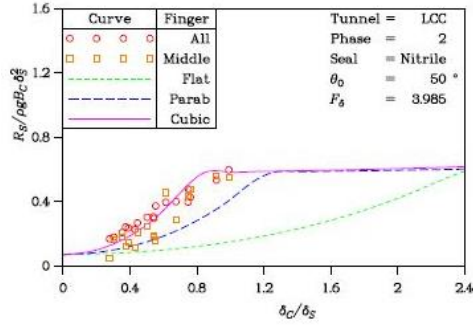 1.6
1.2
0.8
0.4
0
R_S/ρgB_C δ_S^2
Curve Finger
All
Middle
Flat
Parab
Cubic
Tunnel = LCC
Phase = 2
Seal = Nitrile
θ_0 = 50 °
F_δ = 3.985
0 0.4 0.8 1.2 1.6 2 2.4
δ_C/δ_S